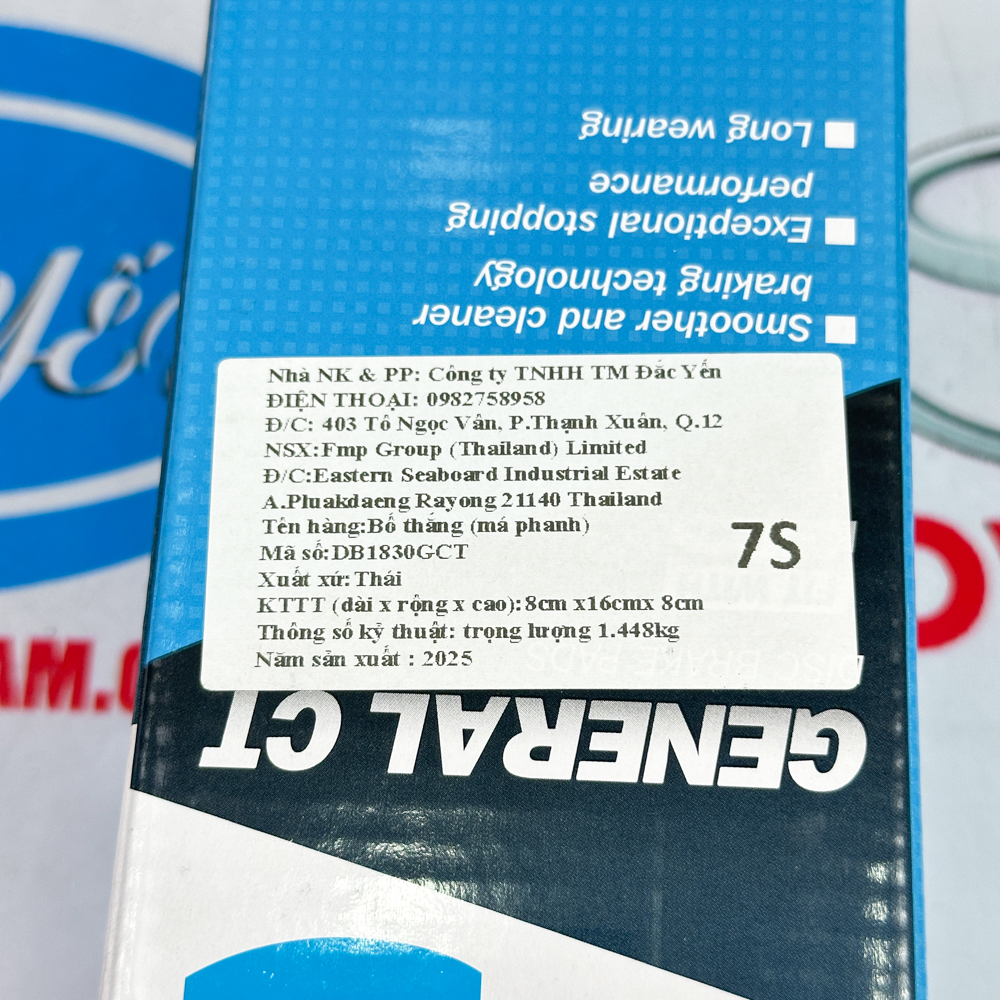 Nhà NK & PP: Công ty TNHH TM Đắc Yến
ĐIỆN THOẠI: 0982758958
Đ/C: 403 Tô Ngọc Vân, P.Thạnh Xuân, Q.12
NSX:Fmp Group (Thailand) Limited
Đ/C:Eastern Seaboard Industrial Estate
A.Pluakdaeng Rayong 21140 Thailand
Tên hàng:Bố thắng (má phanh)
Mã số:DB1830GCT
Xuất xứ: Thái
KTTT (dài x rộng x cao): 8cm x16cmx 8cm
Thông số kỹ thuật: trọng lượng 1.448kg
Năm sản xuất : 2025
7S
GENERAL CT
DISC BRAKE PADS
Smoother and cleaner
braking technology
Exceptional stopping
performance
Long wearing